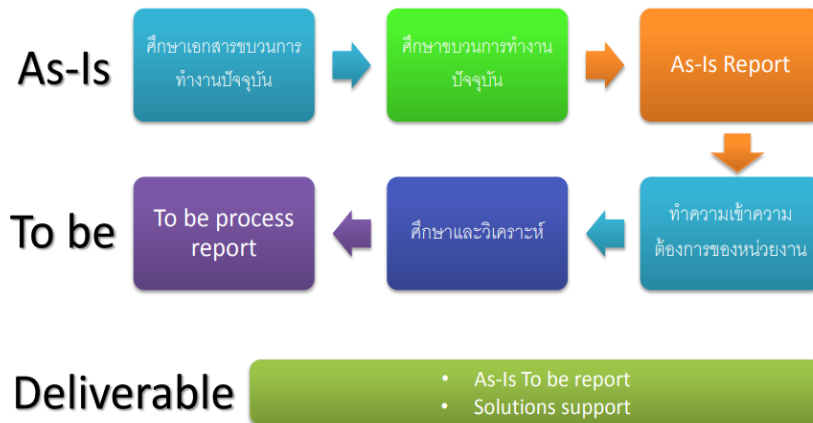 As-Is
ศึกษาเอกสารขบวนการ
ทำงานปัจจุบัน
ศึกษาขบวนการทำงาน
ปัจจุบัน
As-Is Report
To be
To be process
report
ศึกษาและวิเคราะห์
ทำความเข้าความ
ต้องการของหน่วยงาน
Deliverable
• As-Is To be report
• Solutions support